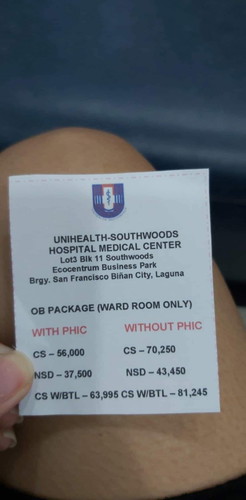 UNIHEALTH-SOUTHWOODS
HOSPITAL MEDICAL CENTER
Lot3 Blk 11 Southwoods
Ecocentrum Business Park
Brgy. San Francisco Biñan City, Laguna
OB PACKAGE (WARD ROOM ONLY)
WITH PHIC WITHOUT PHIC
CS – 56,000 CS – 70,250
NSD – 37,500 NSD – 43,450
CS W/BTL – 63,995 CS W/BTL – 81,245